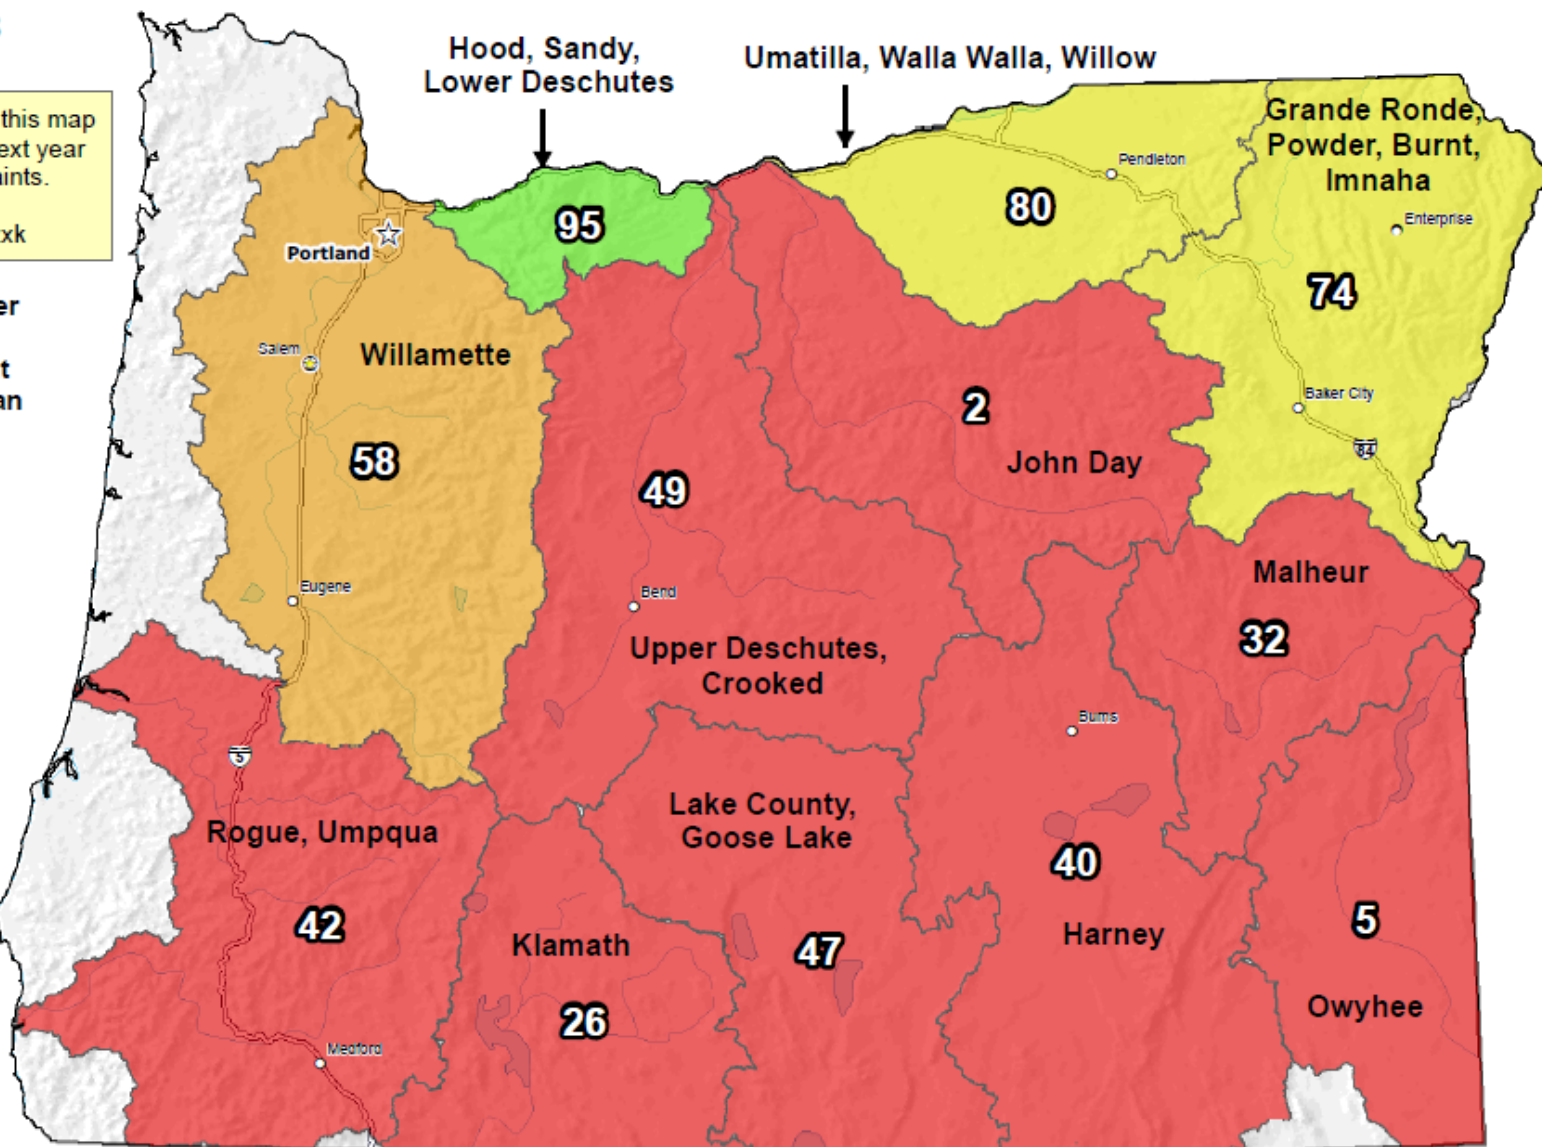 this map
ext year
aints.
xk
er
t
an
Hood, Sandy,
Lower Deschutes
Umatilla, Walla Walla, Willow
Grande Ronde,
Powder, Burnt,
Imnaha
Pendleton
Enterprise
95
80
74
Portland
Salem
Willamette
58
2
John Day
Baker City
84
49
Eugene
Bend
Malheur
32
Upper Deschutes,
Crooked
Burns
5
Rogue, Umpqua
Lake County,
Goose Lake
40
42
Klamath
47
Harney
5
26
Owyhee
Medford